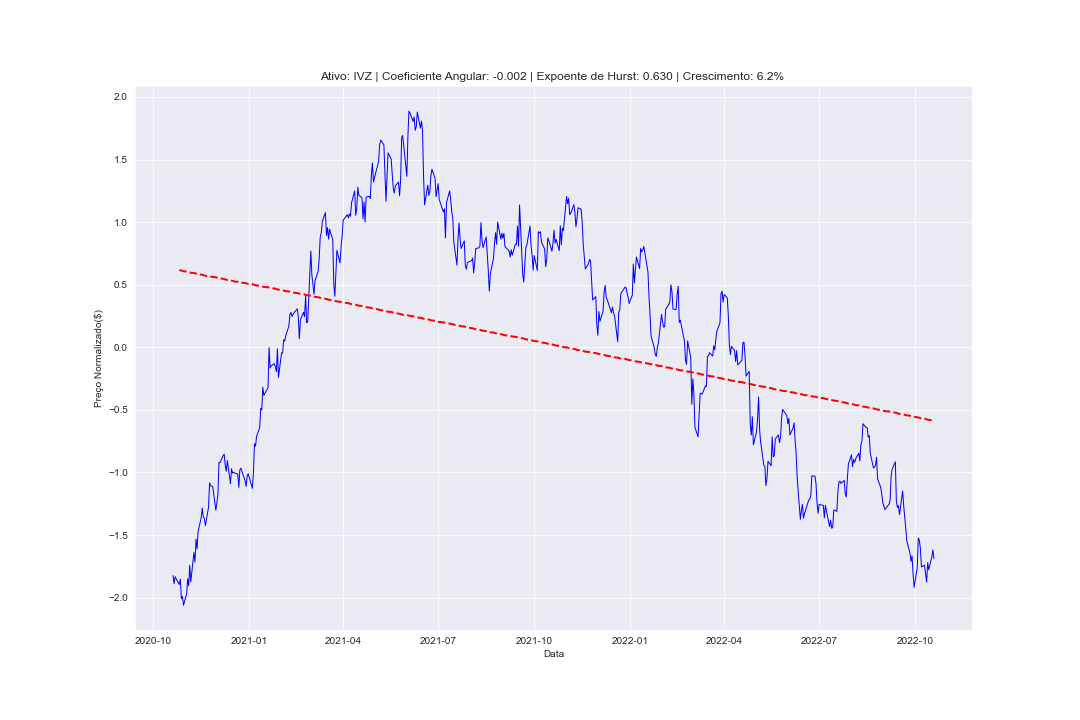 Ativo: IVZ | Coeficiente Angular: -0.002 | Expoente de Hurst: 0.630 | Crescimento: 6.2%
2.0
1.5
1.0
0.5
0.0
−0.5
−1.0
−1.5
−2.0
Preço Normalizado($)
2020-10 2021-01 2021-04 2021-07 2021-10 2022-01 2022-04 2022-07 2022-10
Data